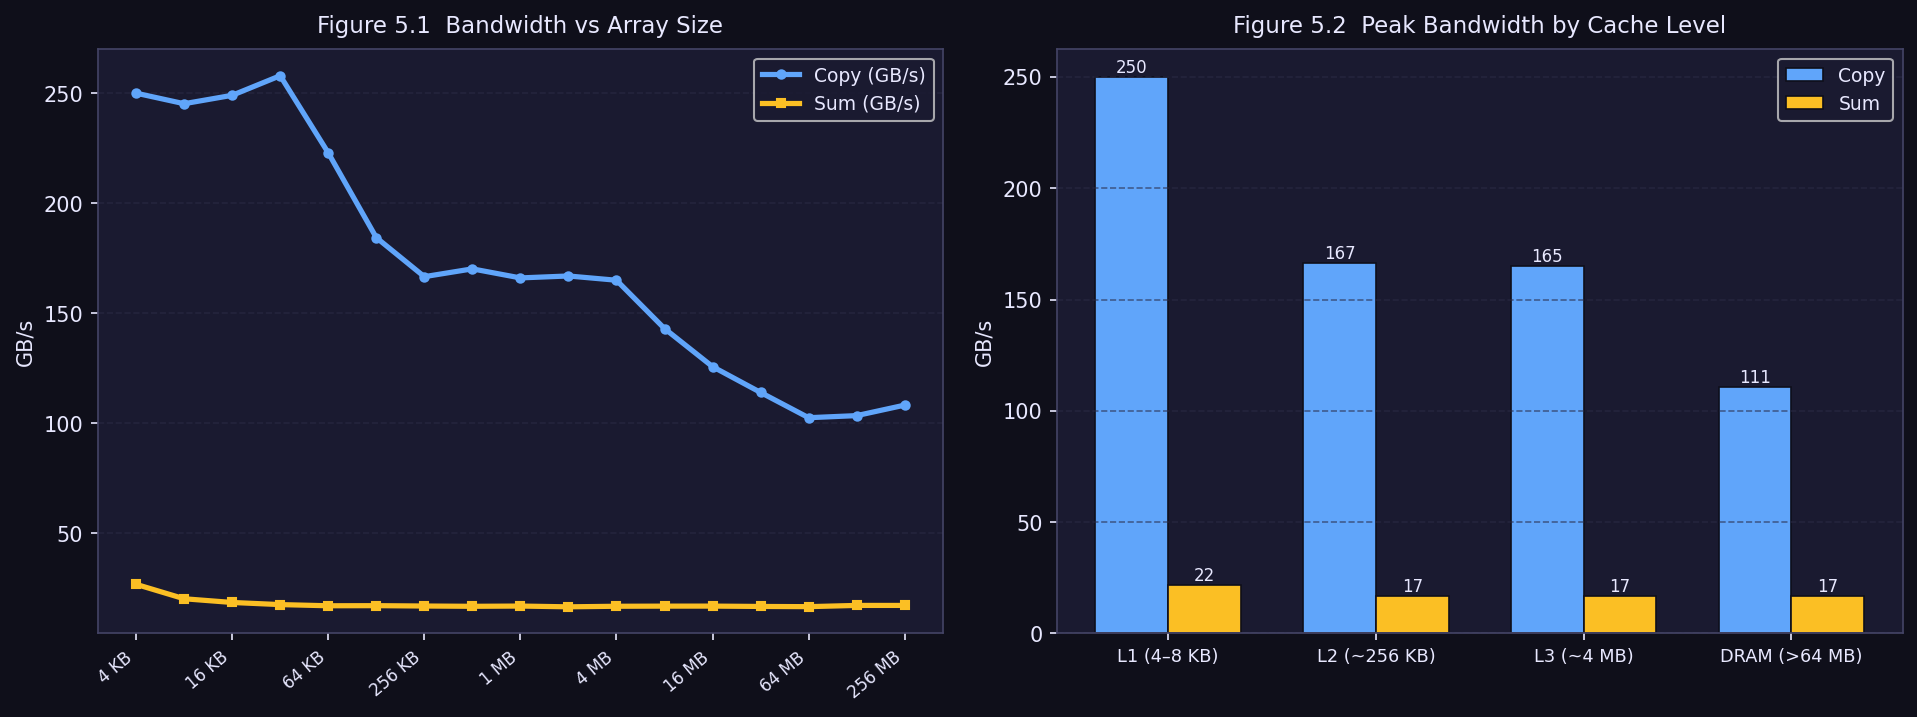 Figure 5.1  Bandwidth vs Array Size
Copy (GB/s)
Sum (GB/s)
GB/s
250
200
150
100
50
4 KB
16 KB
64 KB
256 KB
1 MB
4 MB
16 MB
64 MB
256 MB
Figure 5.2  Peak Bandwidth by Cache Level
Copy
Sum
GB/s
250
200
150
100
50
0
250
22
167
17
165
17
111
17
L1 (4–8 KB)
L2 (~256 KB)
L3 (~4 MB)
DRAM (>64 MB)